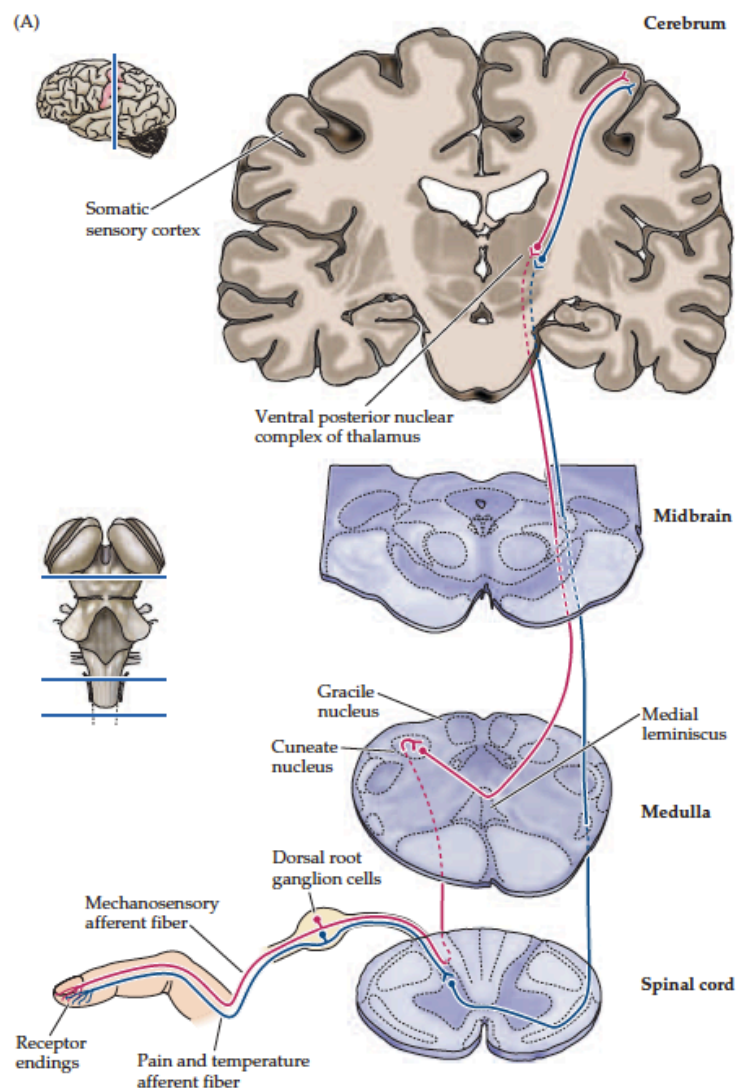 (A)
Cerebrum
Somatic
sensory cortex
Ventral posterior nuclear
complex of thalamus
Midbrain
Gracile
nucleus
Medial
leminiscus
Cuneate
nucleus
Medulla
Dorsal root
ganglion cells
Mechanosensory
afferent fiber
Spinal cord
Receptor
endings
Pain and temperature
afferent fiber